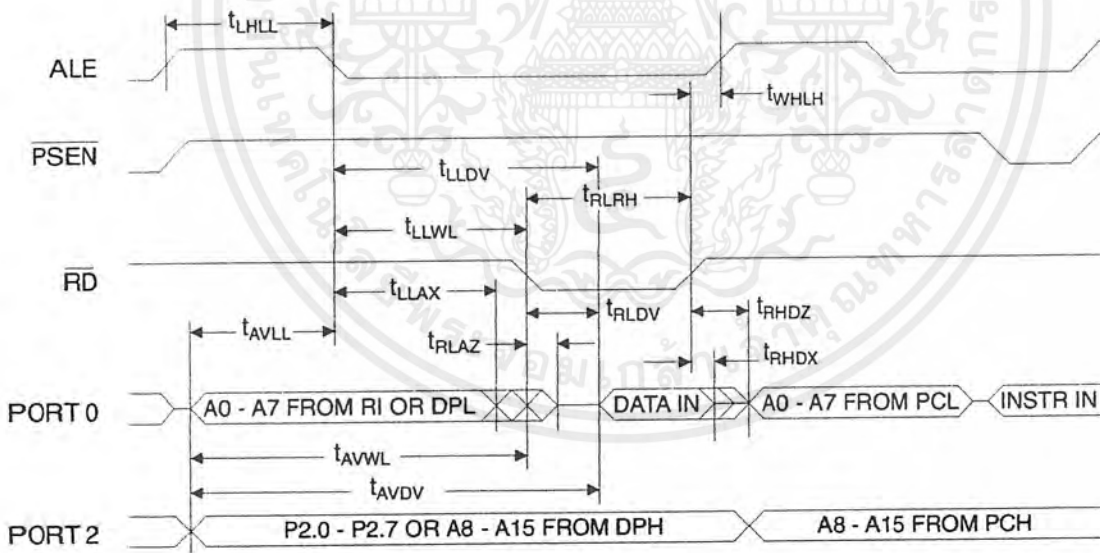 tLHLL
ALE
tWHLH
PSEN
tLLDV
tRLRH
tLLWL
RD
tLLAX
tRLDV
tRHDZ
tAVLL
tRLAZ
tRHDX
PORT 0
A0 - A7 FROM RI OR DPL
DATA IN
A0 - A7 FROM PCL
INSTR IN
tAVWL
tAVDV
PORT 2
P2.0 - P2.7 OR A8 - A15 FROM DPH
A8 - A15 FROM PCH